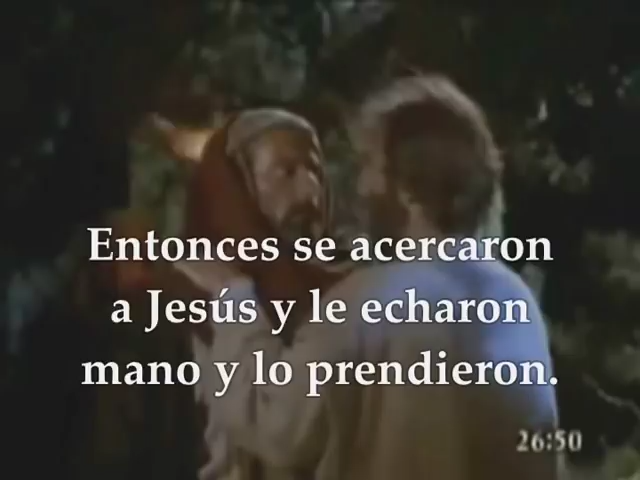 Entonces se acercaron
a Jesús y le echaron
mano y lo prendieron.
26:50